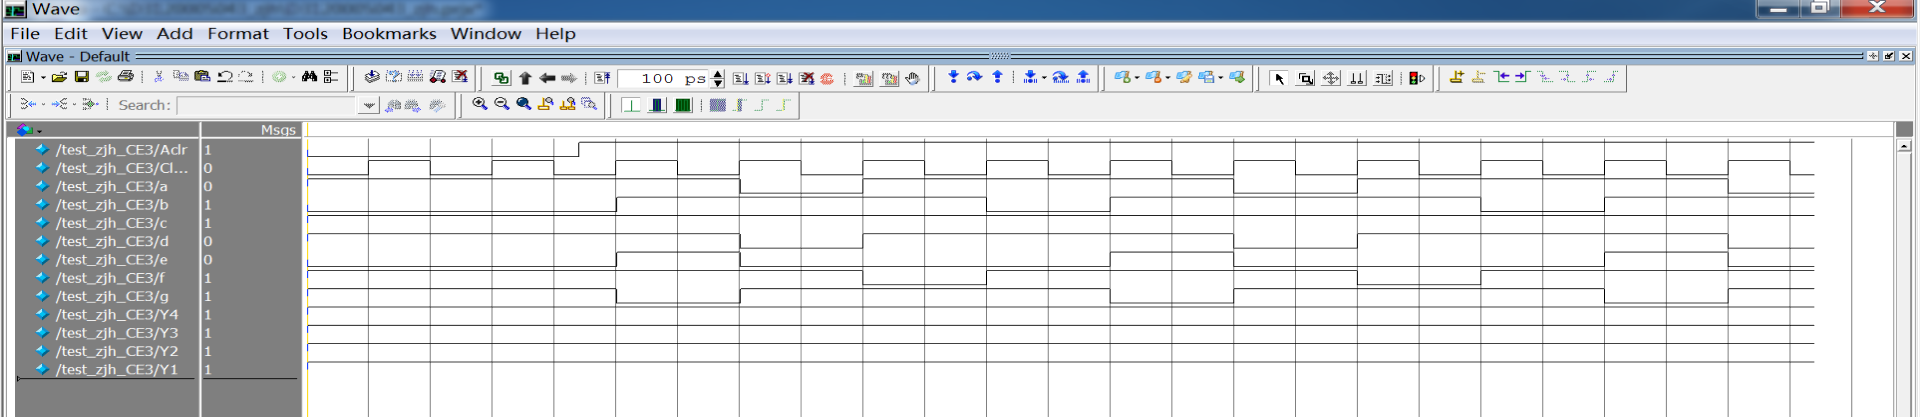 Wave
File Edit View Add Format Tools Bookmarks Window Help
Wave - Default
100 ps
Search:
Msgs
/test_zjh_CE3/Aclr 1
/test_zjh_CE3/Cl... 0
/test_zjh_CE3/a 0
/test_zjh_CE3/b 1
/test_zjh_CE3/c 1
/test_zjh_CE3/d 0
/test_zjh_CE3/e 0
/test_zjh_CE3/f 1
/test_zjh_CE3/g 1
/test_zjh_CE3/Y4 1
/test_zjh_CE3/Y3 1
/test_zjh_CE3/Y2 1
/test_zjh_CE3/Y1 1